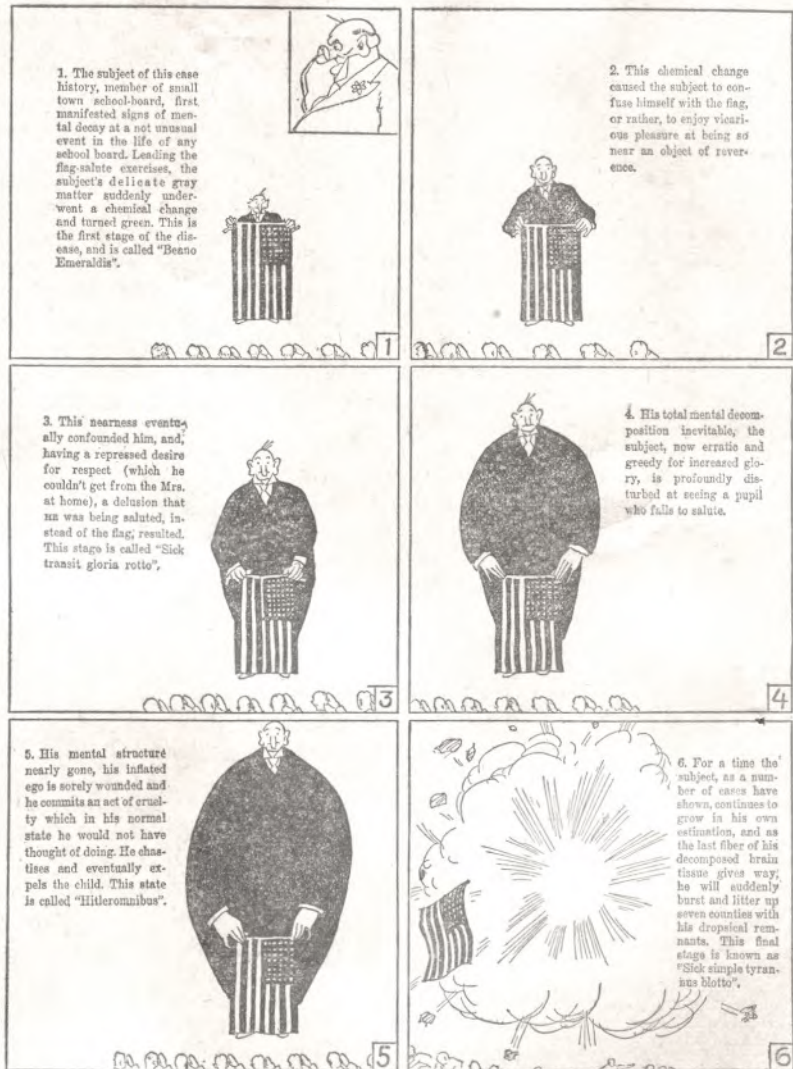 1. The subject of this case
history, member of small
town school-board, first
manifested signs of men-
tal decay at a not unusual
event in the life of any
school board. Leading the
flag-salute exercises, the
subject's delicate gray
matter suddenly under-
went a chemical change
and turned green. This is
the first stage of the dis-
ease, and is called "Beano
Emeraldis".
1
2. This chemical change
caused the subject to con-
fuse himself with the flag,
or rather, to enjoy vicari-
ous pleasure at being so
near an object of rever-
ence.
2
3. This nearness eventu-
ally confounded him, and,
having a repressed desire
for respect (which he
couldn't get from the Mrs.
at home), a delusion that
HE was being saluted, in-
stead of the flag, resulted.
This stage is called "Sick
transit gloria rotto".
3
4. His total mental decom-
position inevitable, the
subject, now erratic and
greedy for increased glo-
ry, is profoundly dis-
turbed at seeing a pupil
who fails to salute.
4
5. His mental structure
nearly gone, his inflated
ego is sorely wounded and
he commits an act of cruel-
ty which in his normal
state he would not have
thought of doing. He chas-
tises and eventually ex-
pels the child. This state
is called "Hitleromnibus".
5
6. For a time the
subject, as a num-
ber of cases have
shown, continues to
grow in his own
estimation, and as
the last fiber of his
decomposed brain
tissue gives way,
he will suddenly
burst and litter up
seven counties with
his dropsical rem-
nants. This final
stage is known as
"Sick simple tyran-
nus blotto".
6